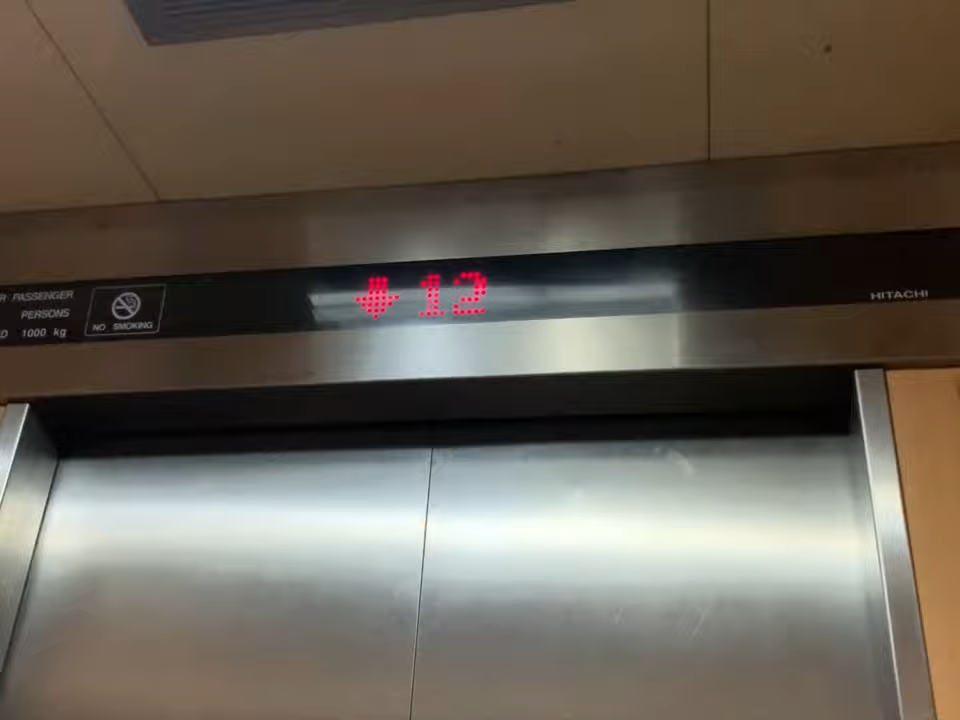 R PASSENGER
PERSONS
D 1000 kg
NO SMOKING
12
HITACHI